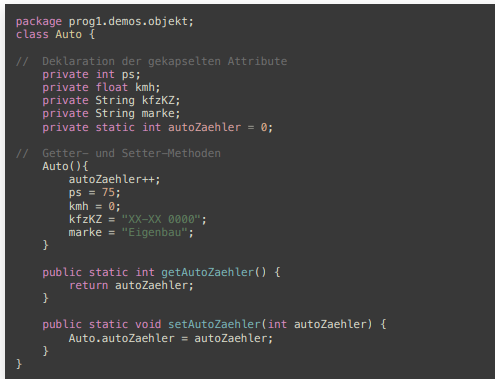 package prog1.demos.objekt;
class Auto {
//  Deklaration der gekapselten Attribute
    private int ps;
    private float kmh;
    private String kfzKZ;
    private String marke;
    private static int autoZaehler = 0;
//  Getter- und Setter-Methoden
    Auto(){
        autoZaehler++;
        ps = 75;
        kmh = 0;
        kfzKZ = "XX-XX 0000";
        marke = "Eigenbau";
    }
    public static int getAutoZaehler() {
        return autoZaehler;
    }
    public static void setAutoZaehler(int autoZaehler) {
        Auto.autoZaehler = autoZaehler;
    }
}